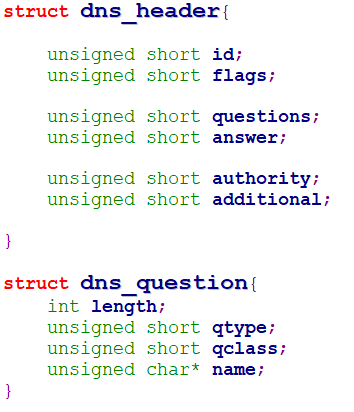 struct dns_header{
unsigned short id;
unsigned short flags;
unsigned short questions;
unsigned short answer;
unsigned short authority;
unsigned short additional;
}
struct dns_question{
int length;
unsigned short qtype;
unsigned short qclass;
unsigned char* name;
}